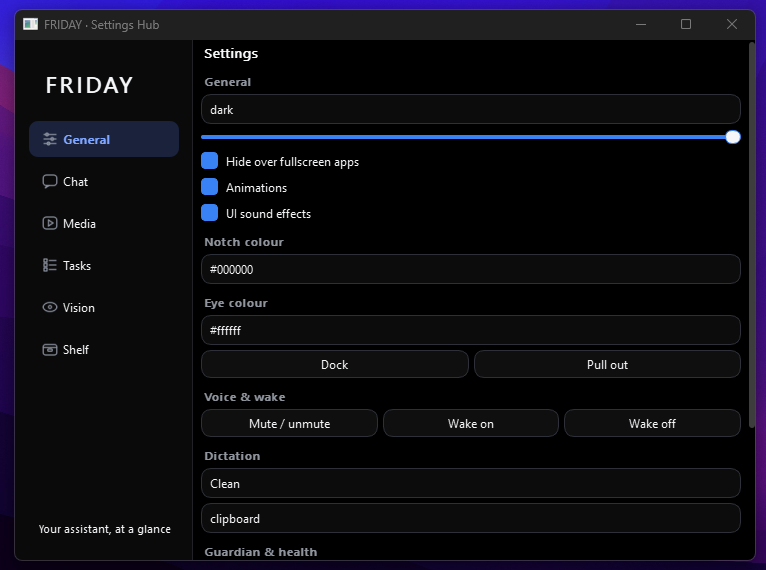 FRIDAY · Settings Hub
FRIDAY
General
Chat
Media
Tasks
Vision
Shelf
Your assistant, at a glance
Settings
General
dark
Hide over fullscreen apps
Animations
UI sound effects
Notch colour
#000000
Eye colour
#ffffff
Dock
Pull out
Voice & wake
Mute / unmute
Wake on
Wake off
Dictation
Clean
clipboard
Guardian & health